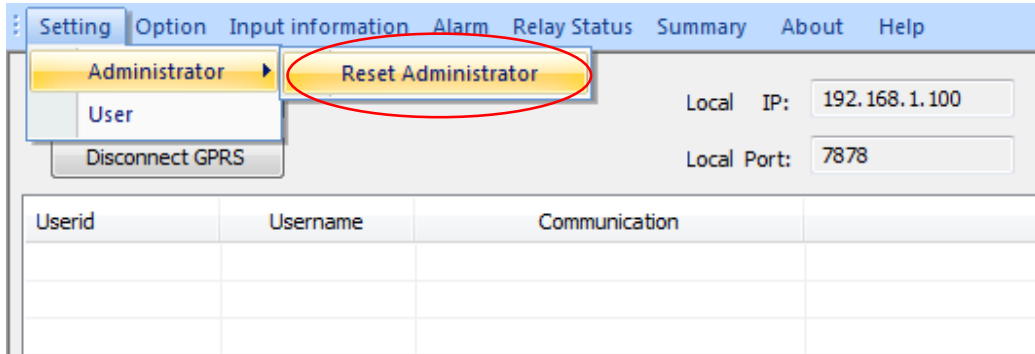 Setting Option Input information Alarm Relay Status Summary About Help
Administrator Reset Administrator
User
Disconnect GPRS
Local IP: 192.168.1.100
Local Port: 7878
Userid Username Communication